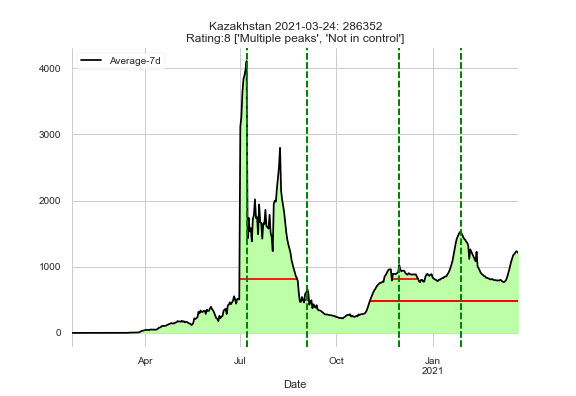 Kazakhstan 2021-03-24: 286352
Rating:8 ['Multiple peaks', 'Not in control']
Average-7d
4000
3000
2000
1000
0
Apr
Jul
Oct
Jan
2021
Date